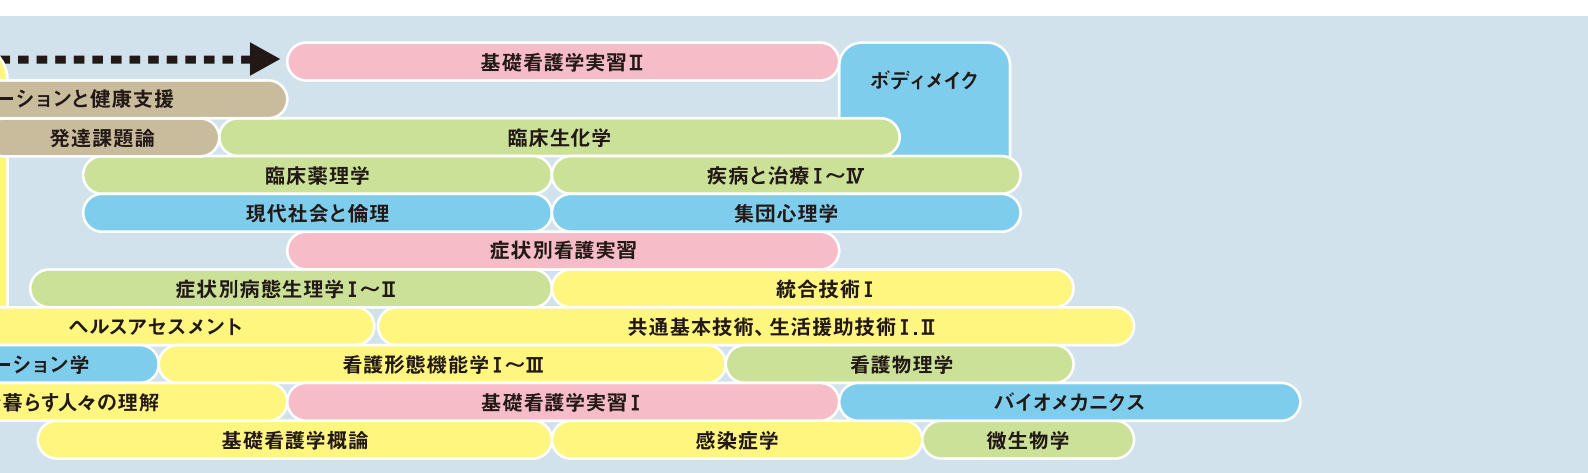 基礎看護学実習Ⅱ
ボディメイク
ーションと健康支援
発達課題論
臨床生化学
臨床薬理学
疾病と治療Ⅰ～Ⅳ
現代社会と倫理
集団心理学
症状別看護実習
症状別病態生理学Ⅰ～Ⅱ
統合技術Ⅰ
ヘルスアセスメント
共通基本技術、生活援助技術Ⅰ.Ⅱ
ーション学
看護形態機能学Ⅰ～Ⅲ
看護物理学
暮らす人々の理解
基礎看護学実習Ⅰ
バイオメカニクス
基礎看護学概論
感染症学
微生物学